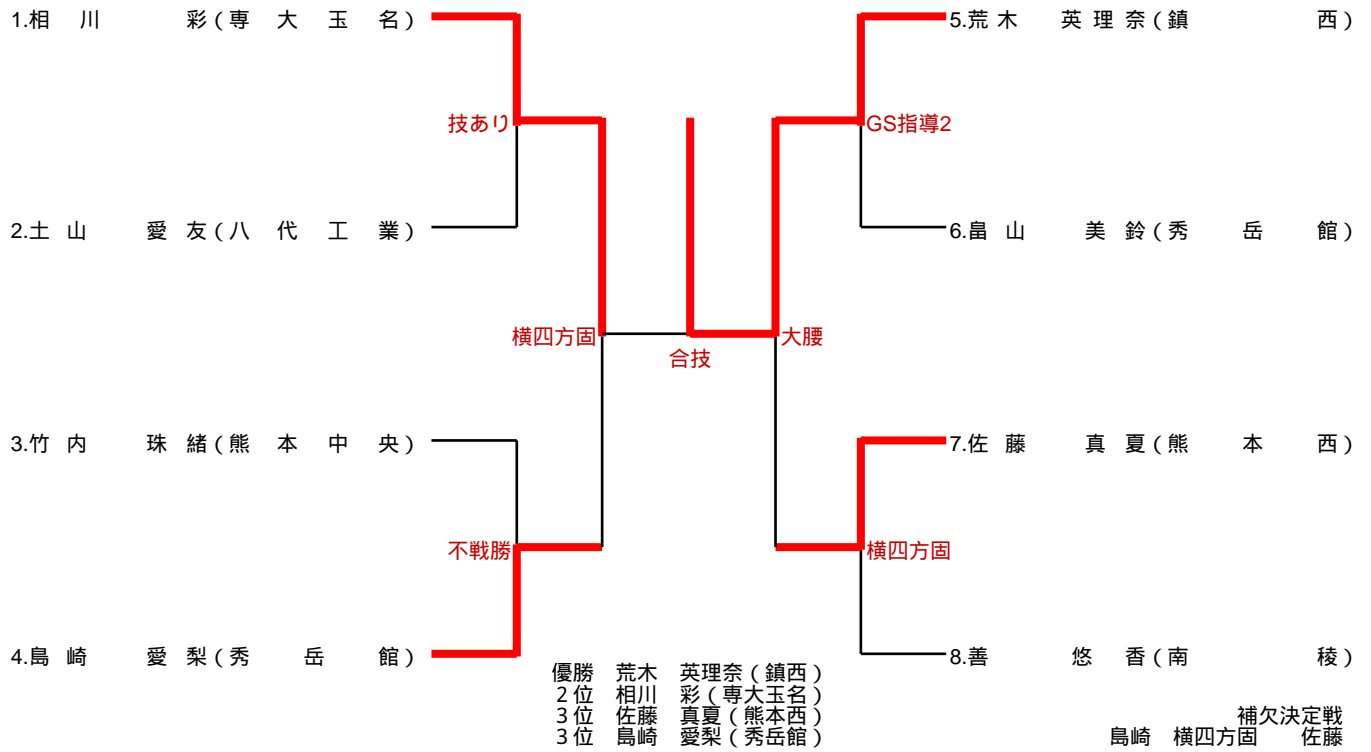 1.相川 彩(専大玉名)
5.荒木 英理奈(鎮西)
技あり
GS指導2
2.土山 愛友(八代工業)
6.畠山 美鈴(秀岳館)
横四方固
大腰
合技
3.竹内 珠緒(熊本中央)
7.佐藤 真夏(熊本西)
不戦勝
横四方固
4.島崎 愛梨(秀岳館)
8.善 悠香(南稜)
優勝 荒木 英理奈(鎮西)
2位 相川 彩(専大玉名)
3位 佐藤 真夏(熊本西)
3位 島崎 愛梨(秀岳館)
補欠決定戦
島崎 横四方固 佐藤